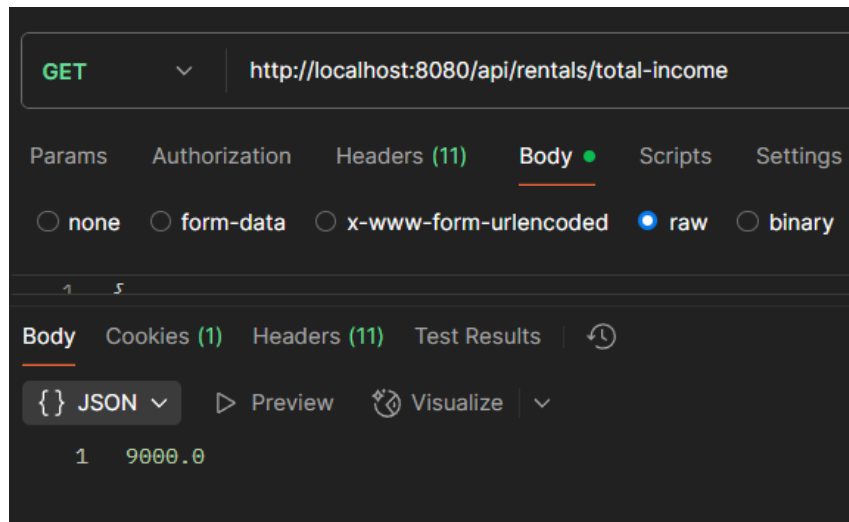 GET http://localhost:8080/api/rentals/total-income
Params Authorization Headers (11) Body Scripts Settings
none form-data x-www-form-urlencoded raw binary
Body Cookies (1) Headers (11) Test Results
{} JSON Preview Visualize
1 9000.0